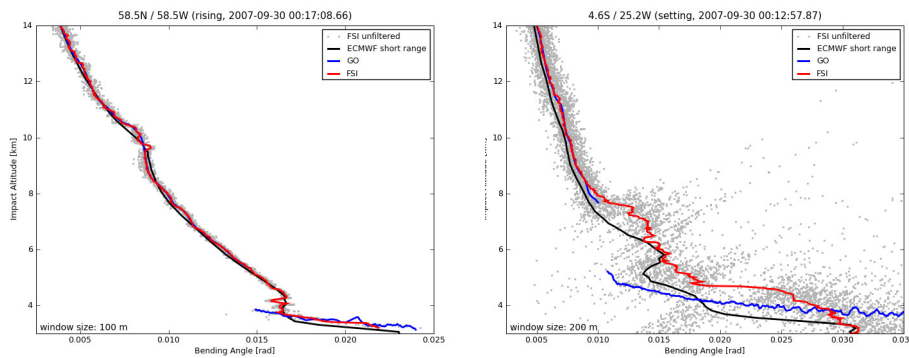 58.5N / 58.5W (rising, 2007-09-30 00:17:08.66)
14
12
10
8
6
4
Impact Altitude [km]
FSI unfiltered
ECMWF short range
GO
FSI
window size: 100 m
0.005
0.010
0.015
0.020
0.025
Bending Angle [rad]
4.6S / 25.2W (setting, 2007-09-30 00:12:57.87)
14
12
10
8
6
4
FSI unfiltered
ECMWF short range
GO
FSI
window size: 200 m
0.005
0.010
0.015
0.020
0.025
0.030
0.03
Bending Angle [rad]